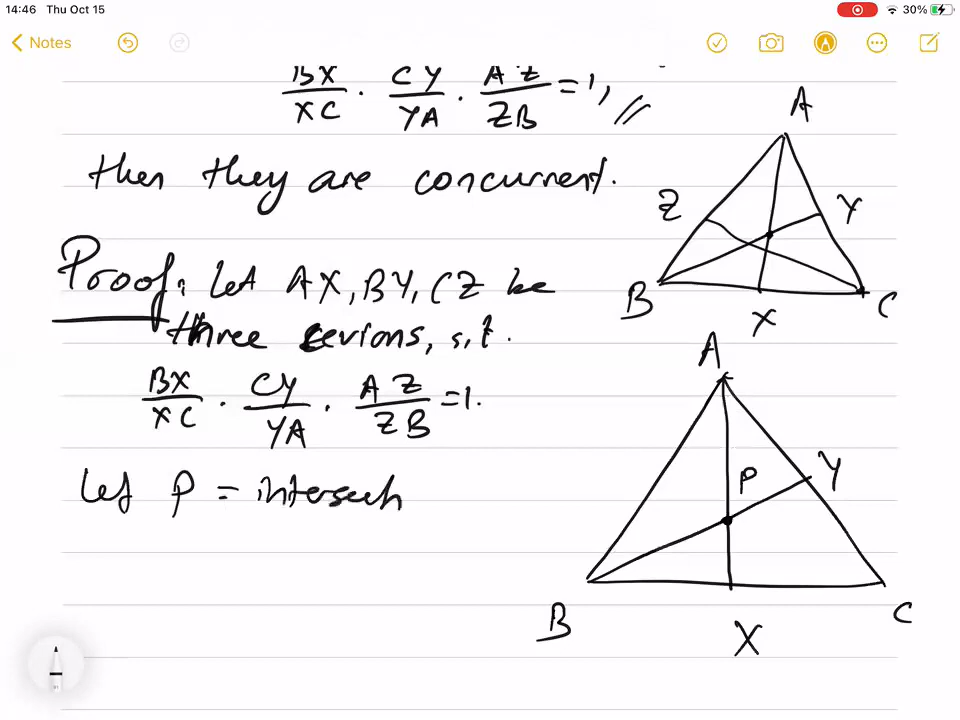 14:46 Thu Oct 15
30%
Notes
BX/XC · CY/YA · AZ/ZB = 1,
then they are concurrent.
A
Z
Y
B
X
C
Proof: Let AX, BY, CZ be
three cevians, s.t.
BX/XC · CY/YA · AZ/ZB = 1.
Let P = intersech
A
P
Y
B
X
C